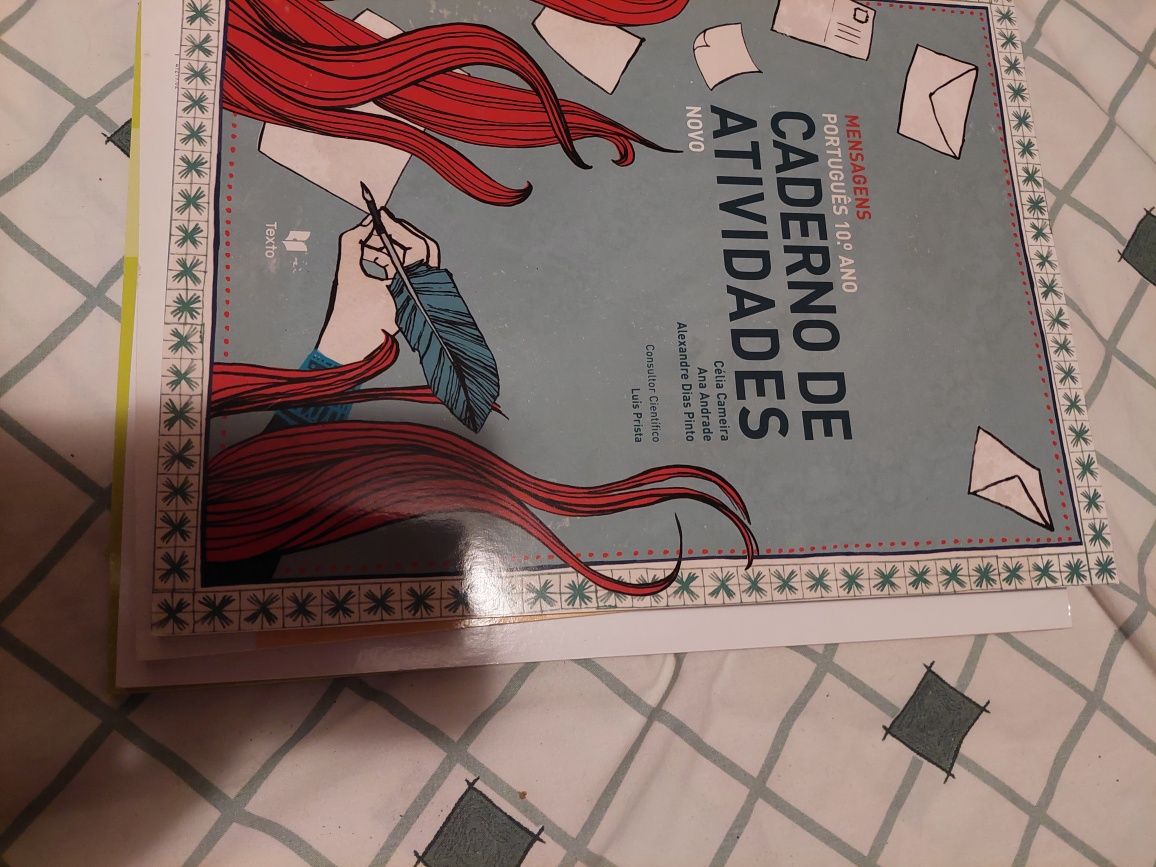 MENSAGENS
PORTUGUÊS 10.º ANO
CADERNO DE
ATIVIDADES
NOVO
Célia Cameira
Ana Andrade
Alexandre Dias Pinto
Consultor Científico
Luís Prista
Texto